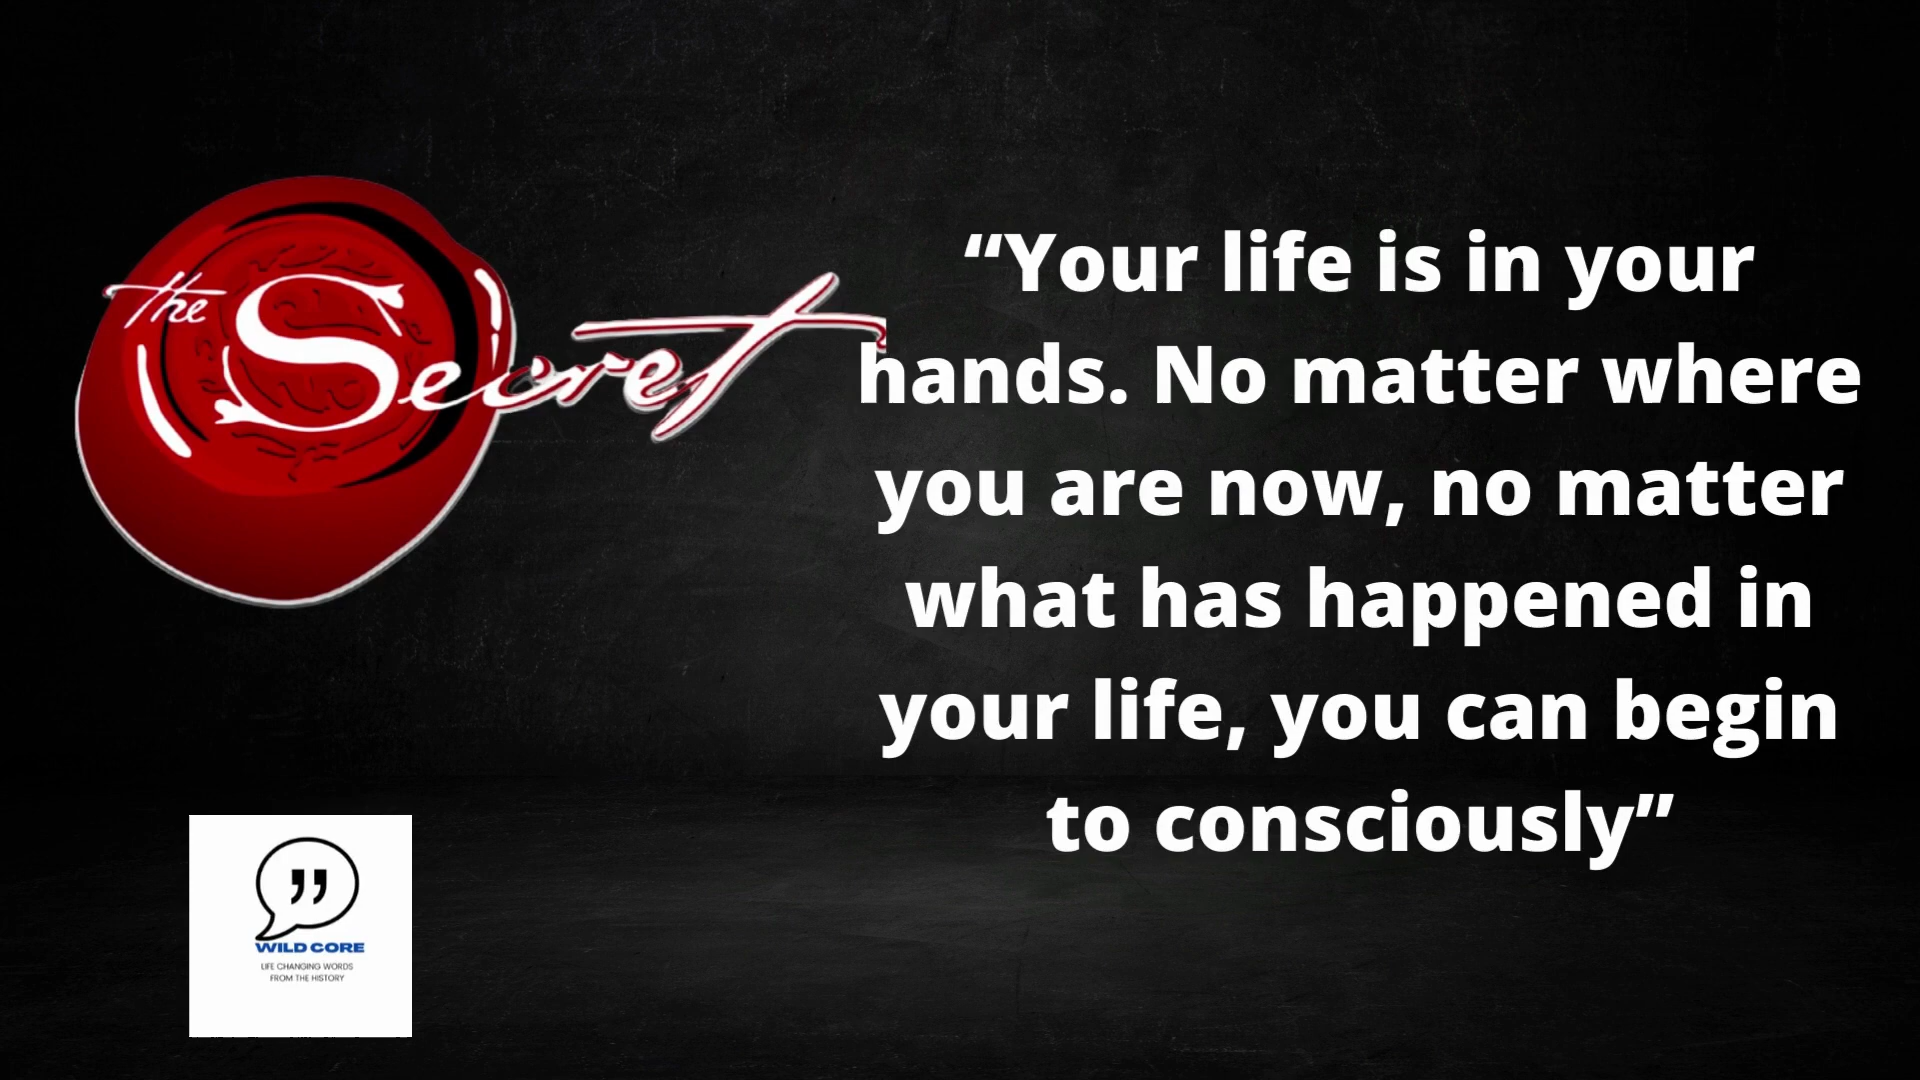 the Secret
“Your life is in your
hands. No matter where
you are now, no matter
what has happened in
your life, you can begin
to consciously”
”
WILD CORE
LIFE CHANGING WORDS
FROM THE HISTORY